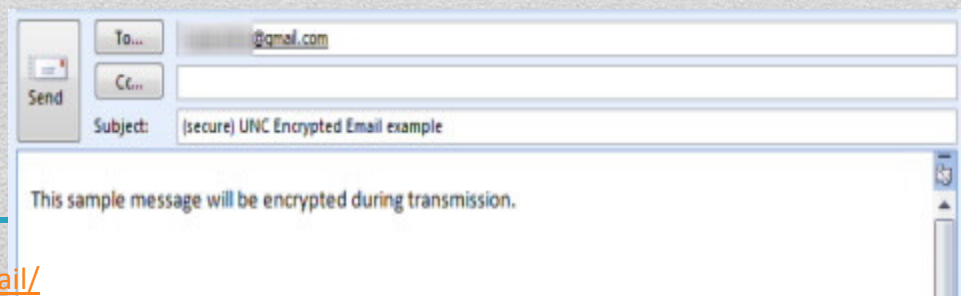 To...
@gmail.com
Cc...
Send
Subject:
(secure) UNC Encrypted Email example
This sample message will be encrypted during transmission.
ail/